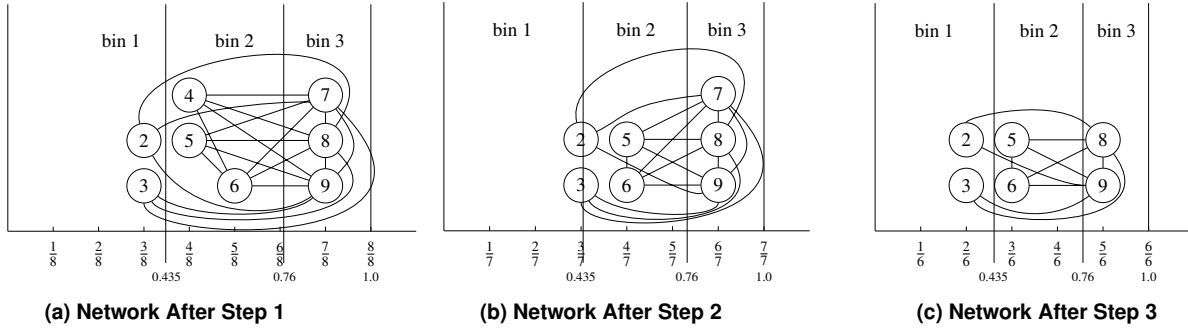 bin 1 bin 2 bin 3
4 7
2 5 8
3 6 9
1/8 2/8 3/8 4/8 5/8 6/8 7/8 8/8
0.435 0.76 1.0
(a) Network After Step 1
bin 1 bin 2 bin 3
7
2 5 8
3 6 9
1/7 2/7 3/7 4/7 5/7 6/7 7/7
0.435 0.76 1.0
(b) Network After Step 2
bin 1 bin 2 bin 3
2 5 8
3 6 9
1/6 2/6 3/6 4/6 5/6 6/6
0.435 0.76 1.0
(c) Network After Step 3